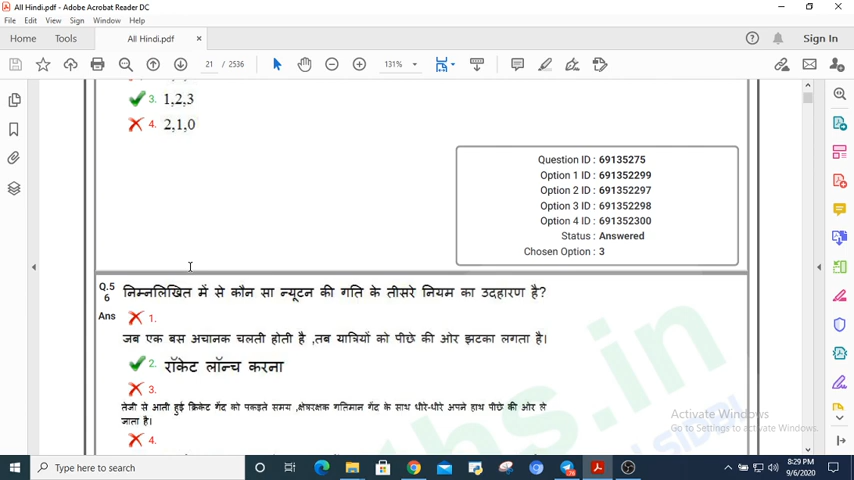 All Hindi.pdf - Adobe Acrobat Reader DC
File Edit View Sign Window Help
Home Tools All Hindi.pdf × Sign In
21 / 2536 131%
3. 1,2,3
4. 2,1,0
Question ID : 69135275
Option 1 ID : 691352299
Option 2 ID : 691352297
Option 3 ID : 691352298
Option 4 ID : 691352300
Status : Answered
Chosen Option : 3
Q.5 निम्नलिखित में से कौन सा न्यूटन की गति के तीसरे नियम का उदहारण है?
6
Ans 1.
जब एक बस अचानक चलती होती है ,तब यात्रियों को पीछे की ओर झटका लगता है।
2. रॉकेट लॉन्च करना
3.
तेजी से आती हुई क्रिकेट गेंद को पकड़ते समय ,क्षेत्ररक्षक गतिमान गेंद के साथ धीरे-धीरे अपने हाथ पीछे की ओर ले
जाता है।
4.
Activate Windows
Go to Settings to activate Windows.
Type here to search
8:29 PM
9/6/2020